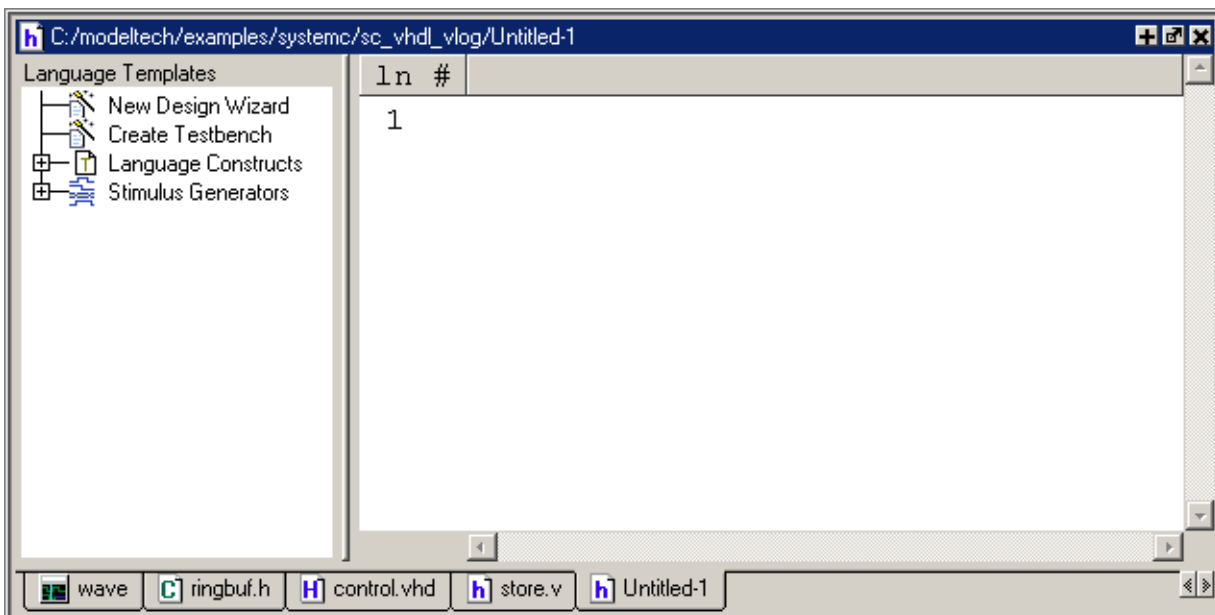 C:/modeltech/examples/systemc/sc_vhdl_vlog/Untitled-1
Language Templates
New Design Wizard
Create Testbench
Language Constructs
Stimulus Generators
ln #
1
wave
ringbuf.h
control.vhd
store.v
Untitled-1